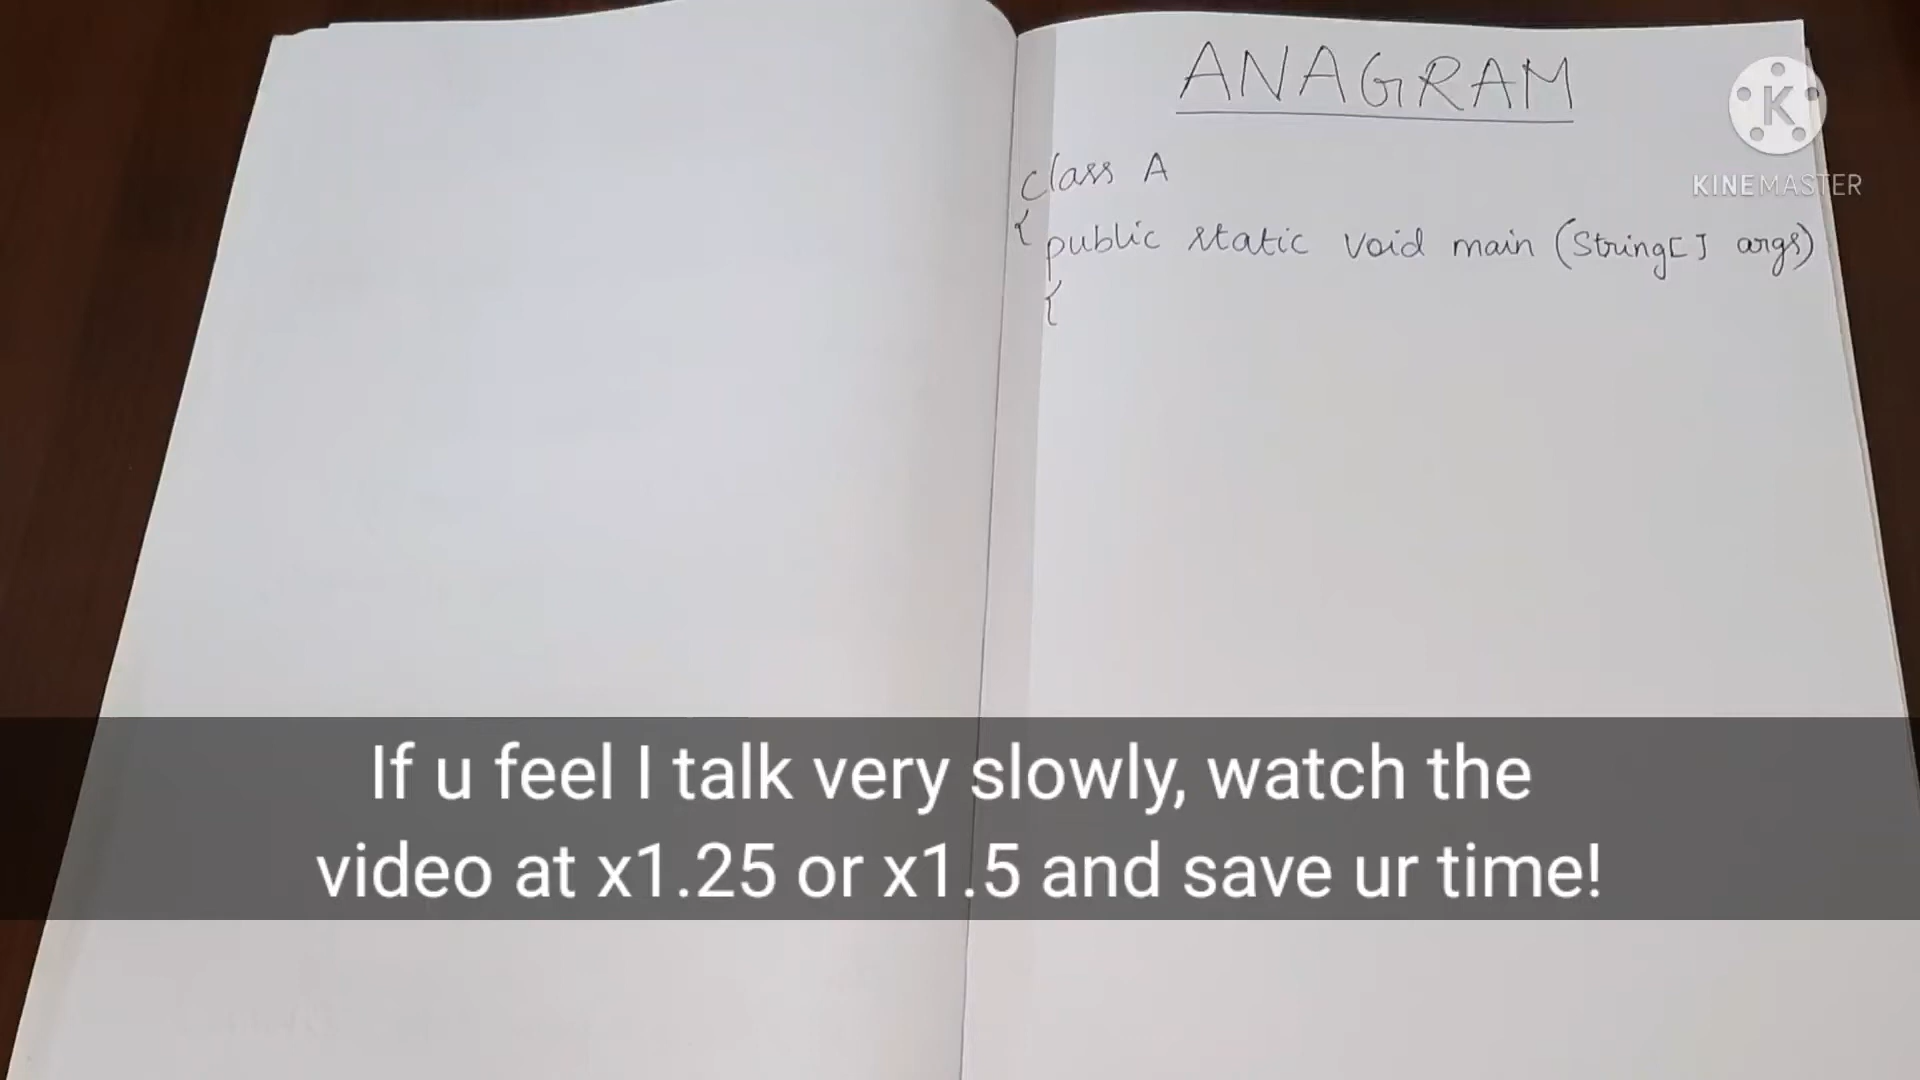 ANAGRAM
K
KINEMASTER
class A
{
public static void main (String[] args)
{
If u feel I talk very slowly, watch the
video at x1.25 or x1.5 and save ur time!